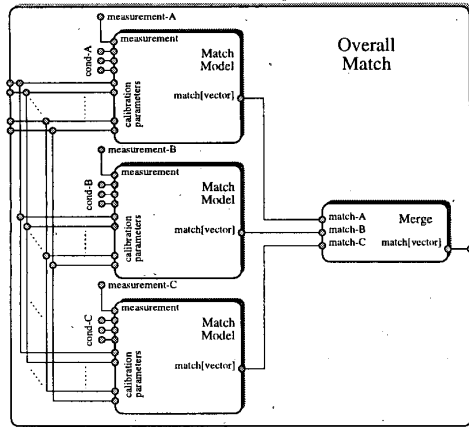 Overall
Match
measurement-A
measurement
cond-A
Match
Model
match[vector]
calibration
parameters
measurement-B
measurement
cond-B
Match
Model
match[vector]
calibration
parameters
match-A
match-B
match-C
Merge
match[vector]
measurement-C
measurement
cond-C
Match
Model
match[vector]
calibration
parameters